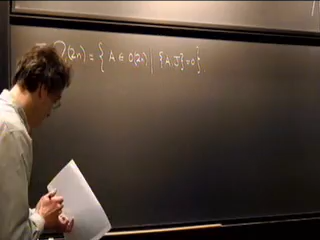 (2n) = { A ∈ O(2n) | {A, J} = 0 }